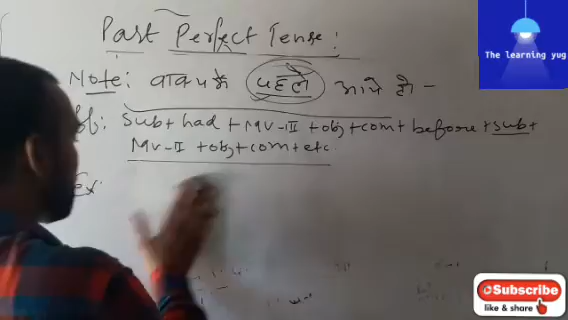 Past Perfect Tense:
Note: वाक्य में पहले आये हो -
Sub + had + Mv-III + obj + com + before + sub +
Mv-II + obj + com + etc.
Ex:
The learning yug
Subscribe
like & share